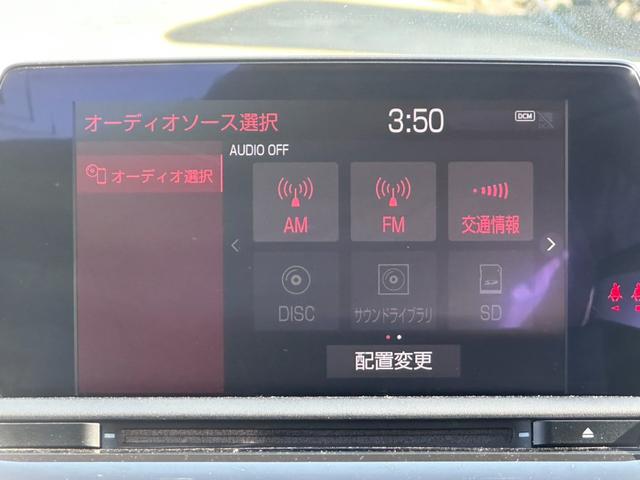 オーディオソース選択
3:50
DCM
AUDIO OFF
オーディオ選択
AM
FM
交通情報
DISC
サウンドライブラリ
SD
配置変更